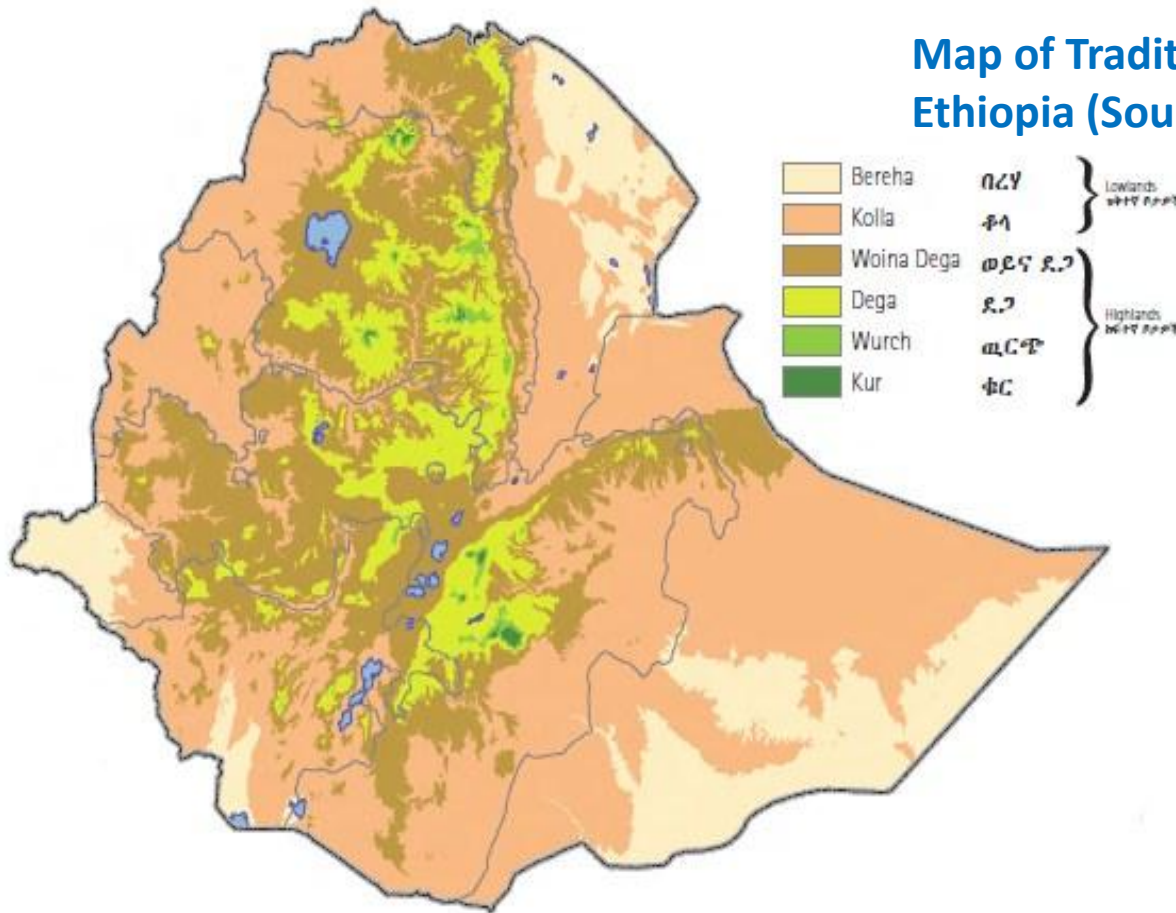 Map of Tradit
Ethiopia (Sou
Bereha በረሃ
Kolla ቆላ
Lowlands
Woina Dega ወይና ደጋ
Dega ደጋ
Highlands
Wurch ዉርጭ
Kur ቁር